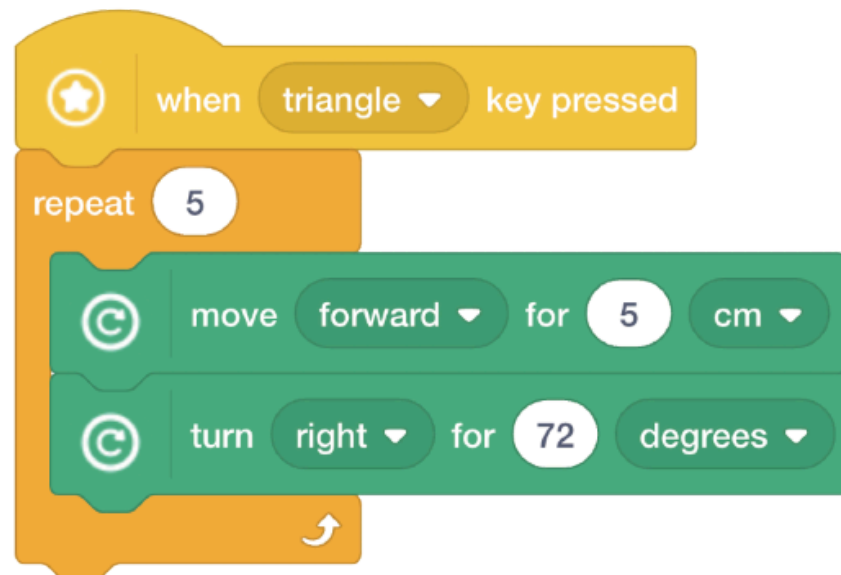 when triangle key pressed
repeat 5
move forward for 5 cm
turn right for 72 degrees